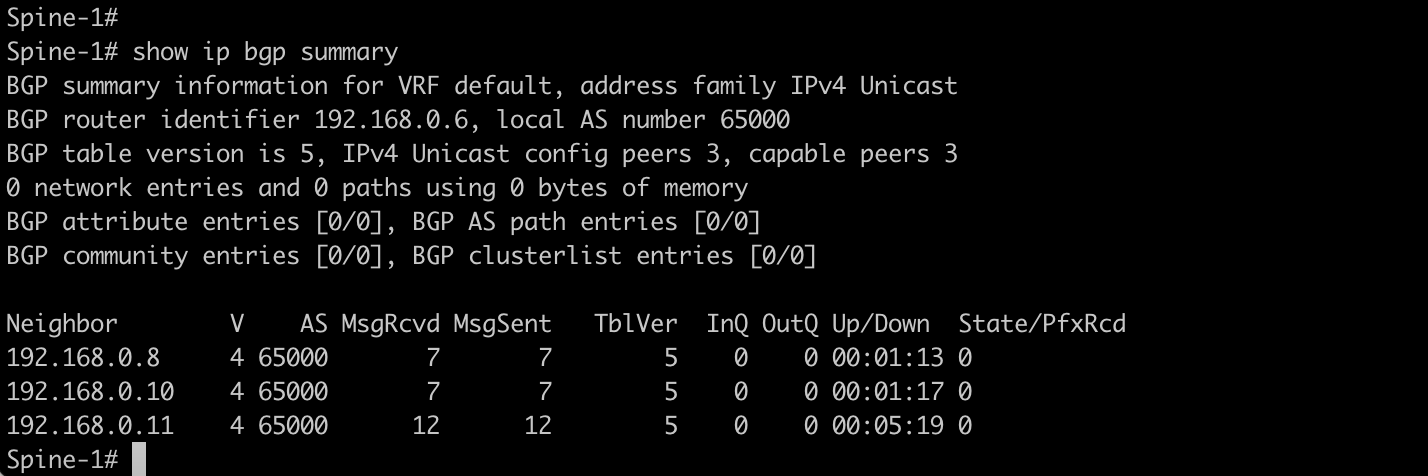 Spine-1#
Spine-1# show ip bgp summary
BGP summary information for VRF default, address family IPv4 Unicast
BGP router identifier 192.168.0.6, local AS number 65000
BGP table version is 5, IPv4 Unicast config peers 3, capable peers 3
0 network entries and 0 paths using 0 bytes of memory
BGP attribute entries [0/0], BGP AS path entries [0/0]
BGP community entries [0/0], BGP clusterlist entries [0/0]

Neighbor        V    AS MsgRcvd MsgSent   TblVer  InQ OutQ Up/Down  State/PfxRcd
192.168.0.8     4 65000       7       7        5    0    0 00:01:13 0
192.168.0.10    4 65000       7       7        5    0    0 00:01:17 0
192.168.0.11    4 65000      12      12        5    0    0 00:05:19 0
Spine-1#